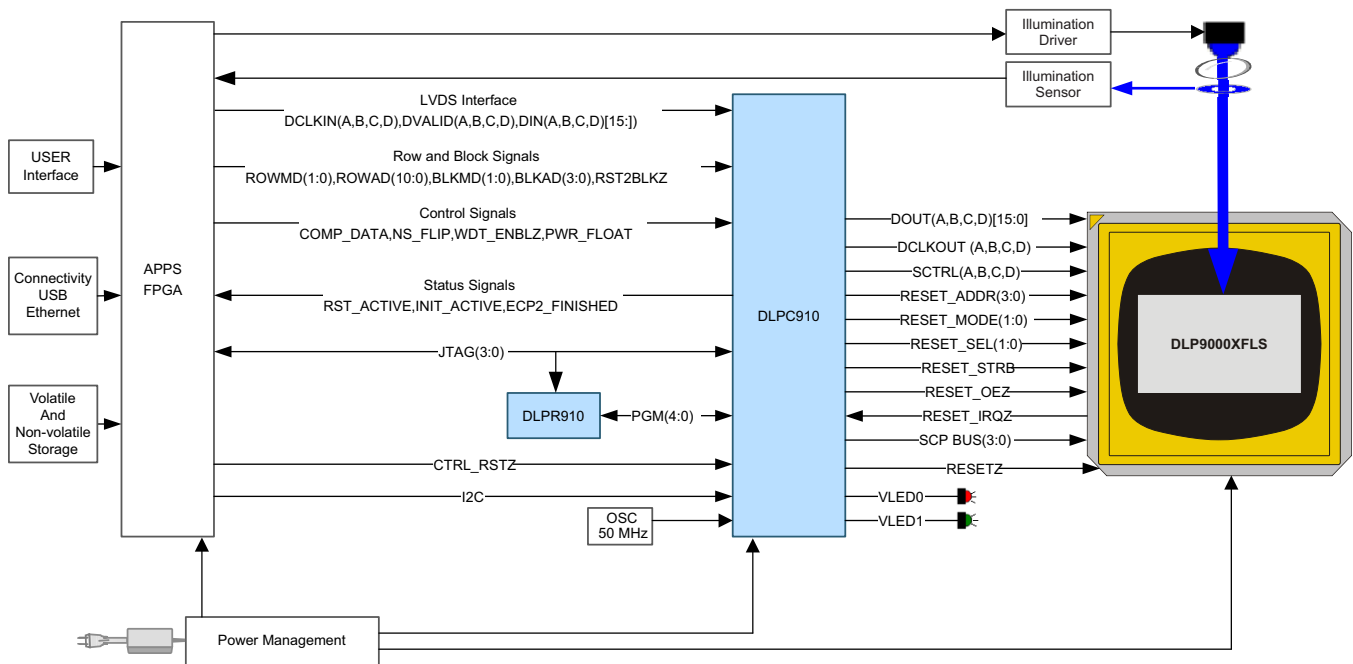 Illumination
Driver
Illumination
Sensor
LVDS Interface
DCLKIN(A,B,C,D),DVALID(A,B,C,D),DIN(A,B,C,D)[15:])
USER
Interface
Row and Block Signals
ROWMD(1:0),ROWAD(10:0),BLKMD(1:0),BLKAD(3:0),RST2BLKZ
Control Signals
COMP_DATA,NS_FLIP,WDT_ENBLZ,PWR_FLOAT
Connectivity
USB
Ethernet
APPS
FPGA
Status Signals
RST_ACTIVE,INIT_ACTIVE,ECP2_FINISHED
DLPC910
JTAG(3:0)
DLPR910
PGM(4:0)
Volatile
And
Non-volatile
Storage
CTRL_RSTZ
I2C
OSC
50 MHz
DOUT(A,B,C,D)[15:0]
DCLKOUT (A,B,C,D)
SCTRL(A,B,C,D)
RESET_ADDR(3:0)
RESET_MODE(1:0)
RESET_SEL(1:0)
RESET_STRB
RESET_OEZ
RESET_IRQZ
SCP BUS(3:0)
RESETZ
VLED0
VLED1
DLP9000XFLS
Power Management